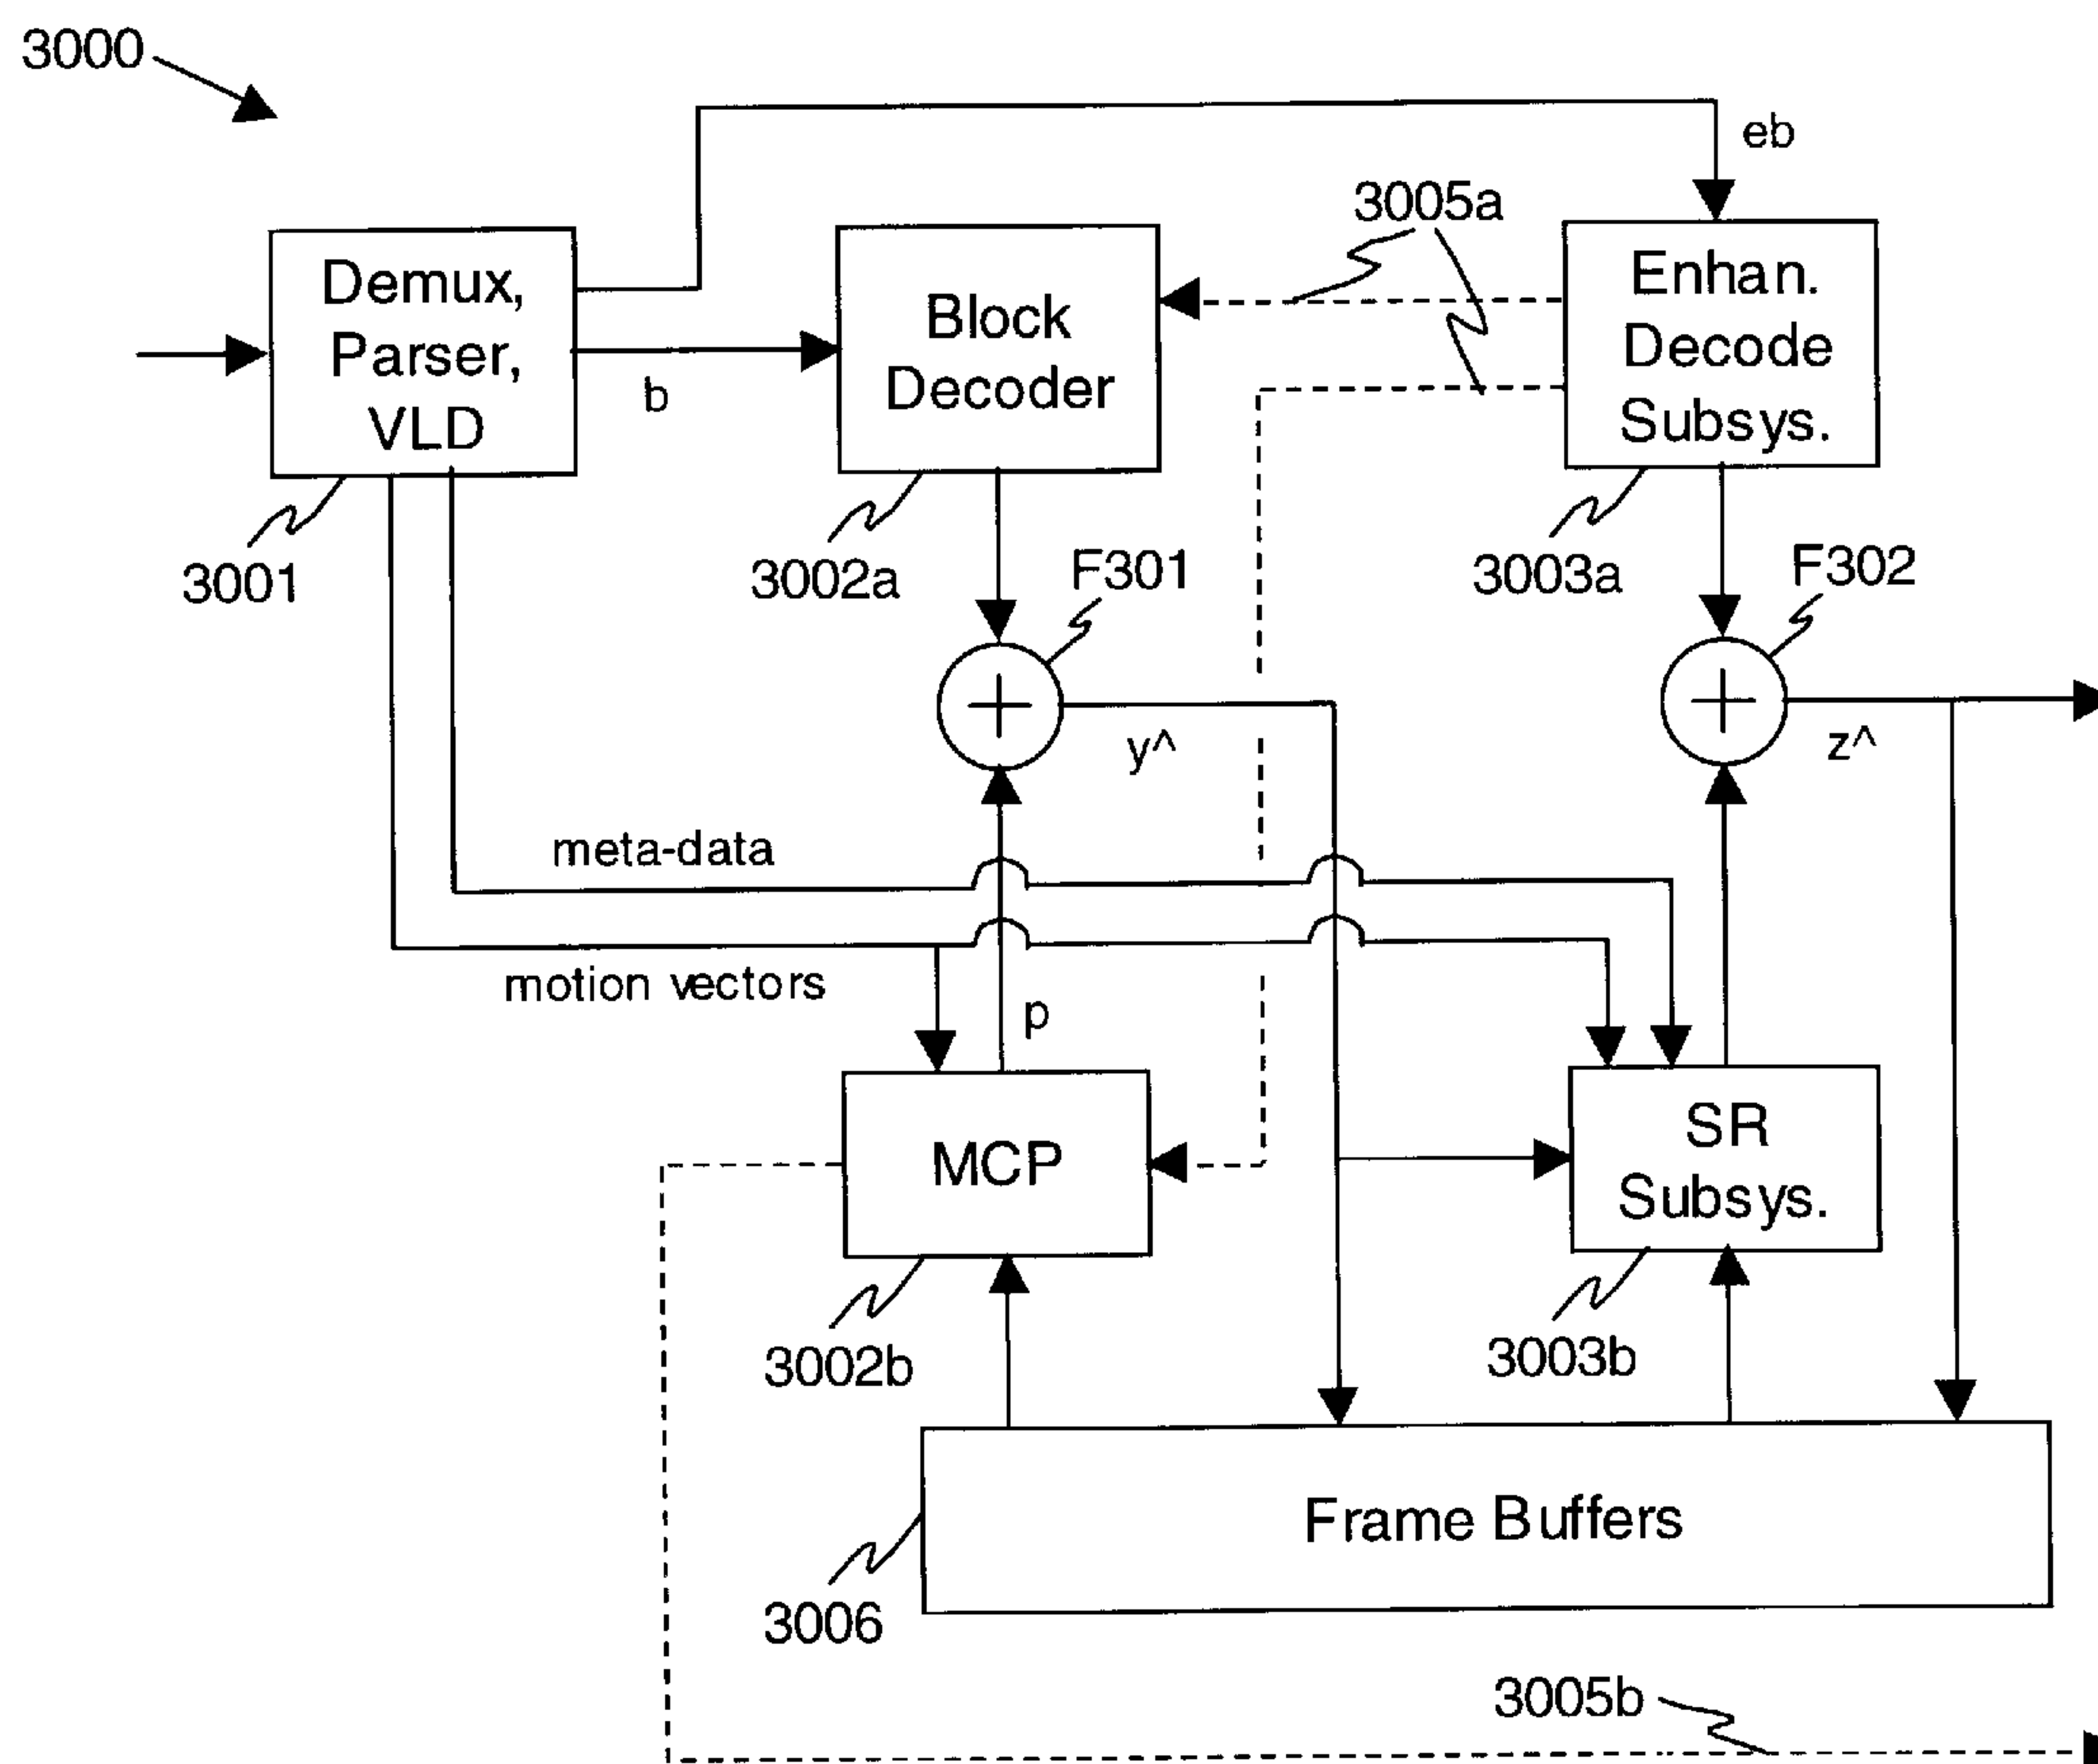 3000
eb
3005a
Demux,
Parser,
VLD
b
Block
Decoder
Enhan.
Decode
Subsys.
3001
3002a
F301
3003a
F302
y^
z^
meta-data
motion vectors
p
MCP
SR
Subsys.
3002b
3003b
Frame Buffers
3006
3005b